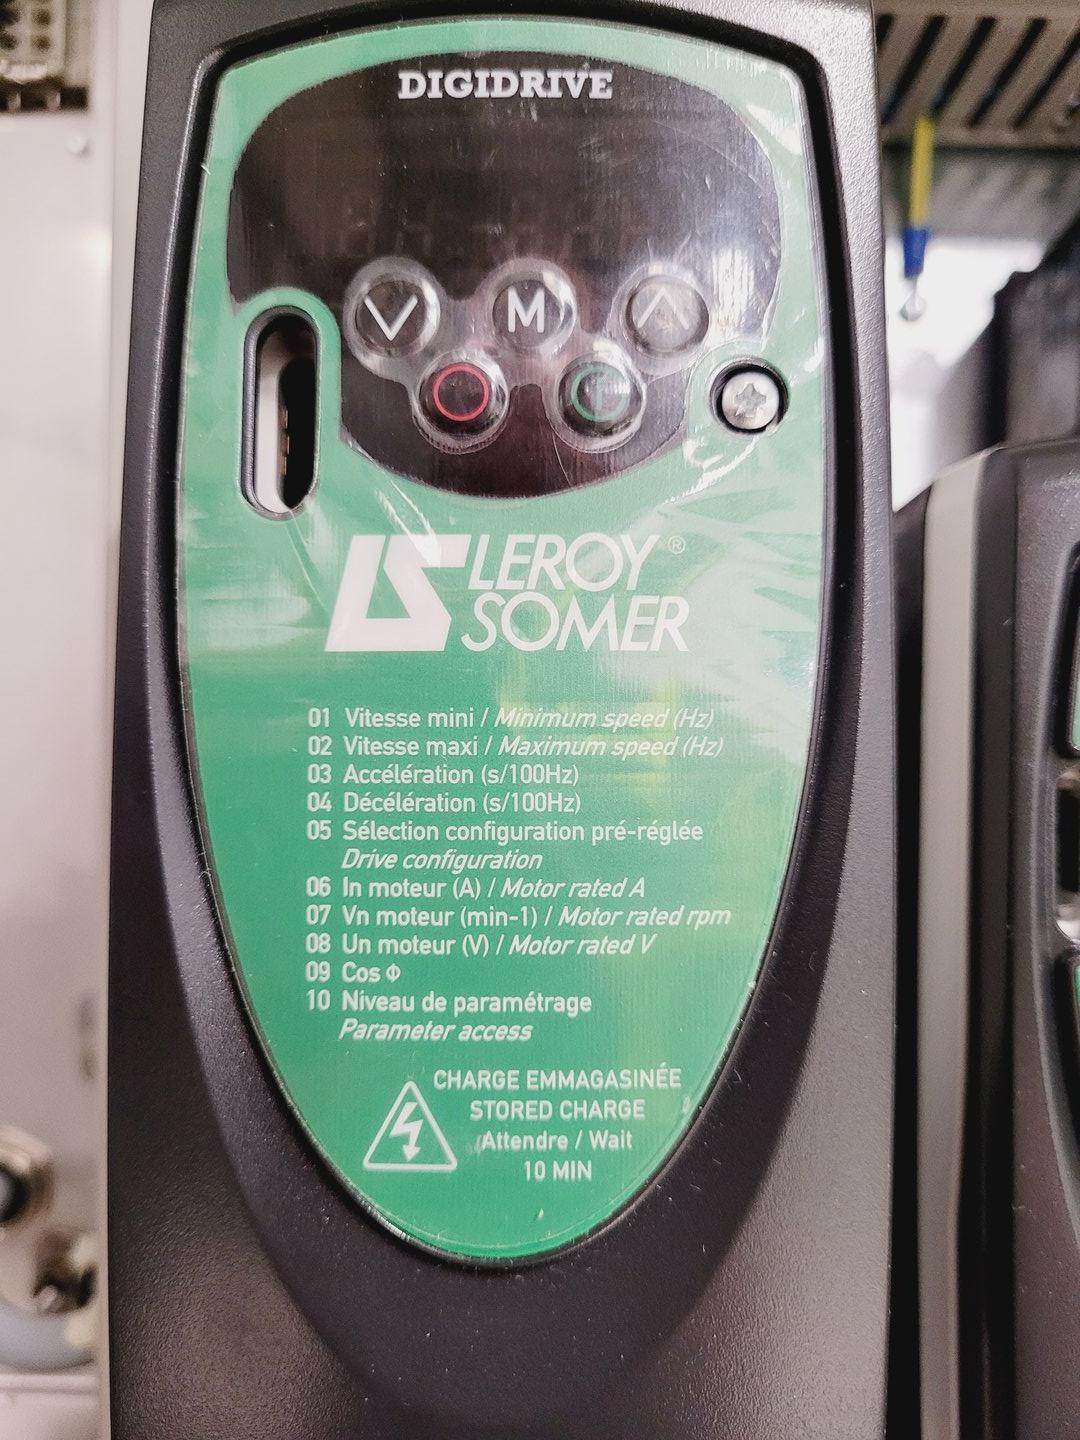 DIGIDRIVE
M
LEROY®
SOMER
01 Vitesse mini / Minimum speed (Hz)
02 Vitesse maxi / Maximum speed (Hz)
03 Accélération (s/100Hz)
04 Décélération (s/100Hz)
05 Sélection configuration pré-réglée
Drive configuration
06 In moteur (A) / Motor rated A
07 Vn moteur (min-1) / Motor rated rpm
08 Un moteur (V) / Motor rated V
09 Cos Φ
10 Niveau de paramétrage
Parameter access
CHARGE EMMAGASINÉE
STORED CHARGE
Attendre / Wait
10 MIN